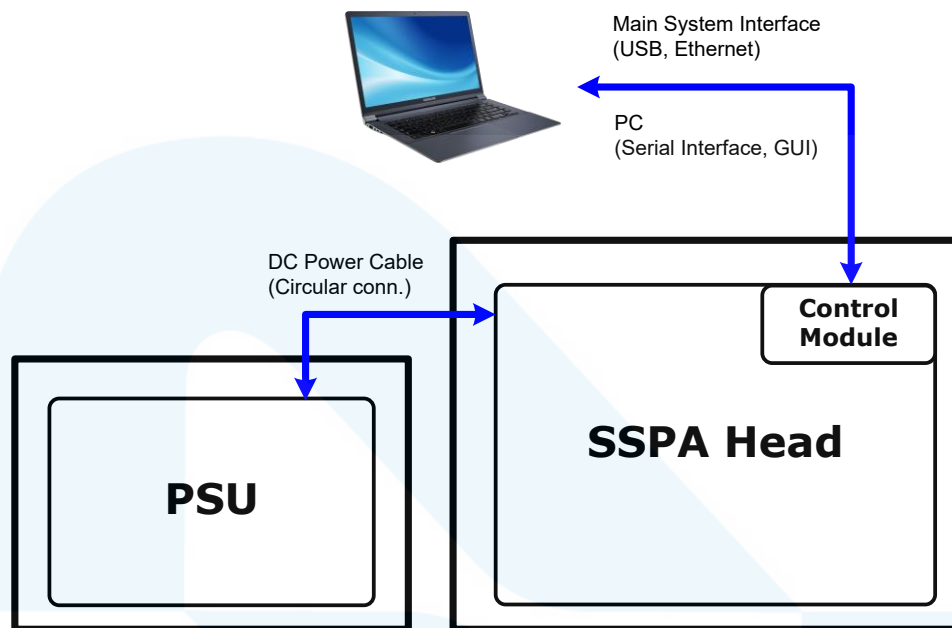 Main System Interface
(USB, Ethernet)
PC
(Serial Interface, GUI)
DC Power Cable
(Circular conn.)
Control
Module
SSPA Head
PSU